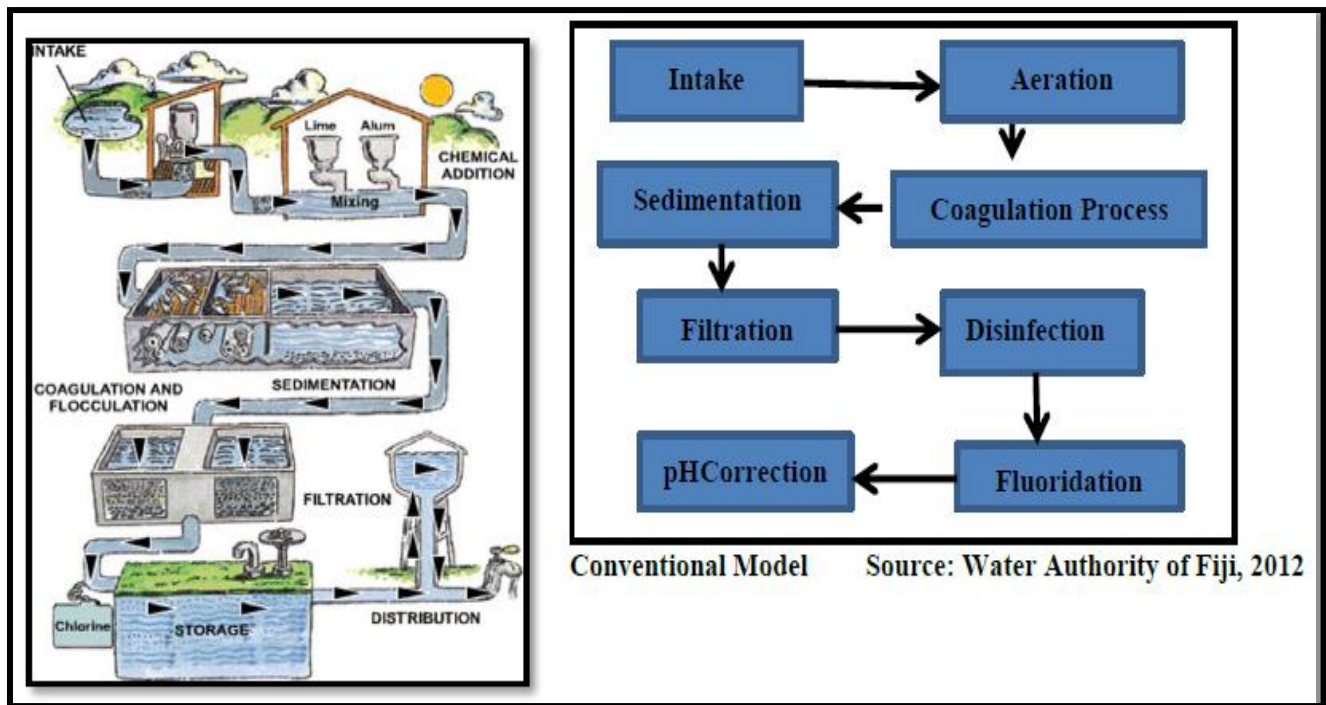 INTAKE
Lime Alum
CHEMICAL
ADDITION
Mixing
COAGULATION AND
FLOCCULATION
SEDIMENTATION
FILTRATION
Chlorine
STORAGE
DISTRIBUTION
Intake
Aeration
Coagulation Process
Sedimentation
Filtration
Disinfection
Fluoridation
pHCorrection
Conventional Model Source: Water Authority of Fiji, 2012